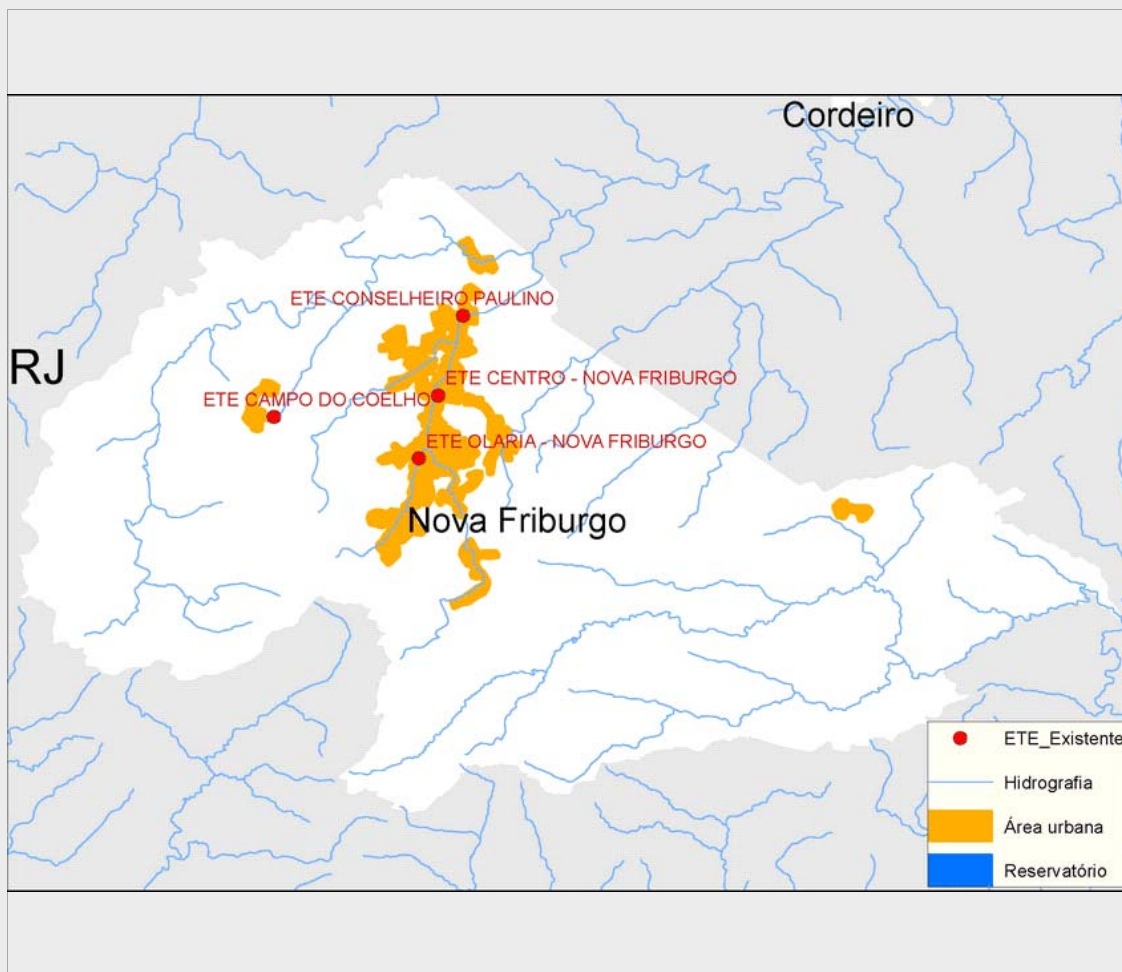 Cordeiro
ETE CONSELHEIRO PAULINO
RJ
ETE CENTRO - NOVA FRIBURGO
ETE CAMPO DO COELHO
ETE OLARIA - NOVA FRIBURGO
Nova Friburgo
ETE_Existente
Hidrografia
Área urbana
Reservatório